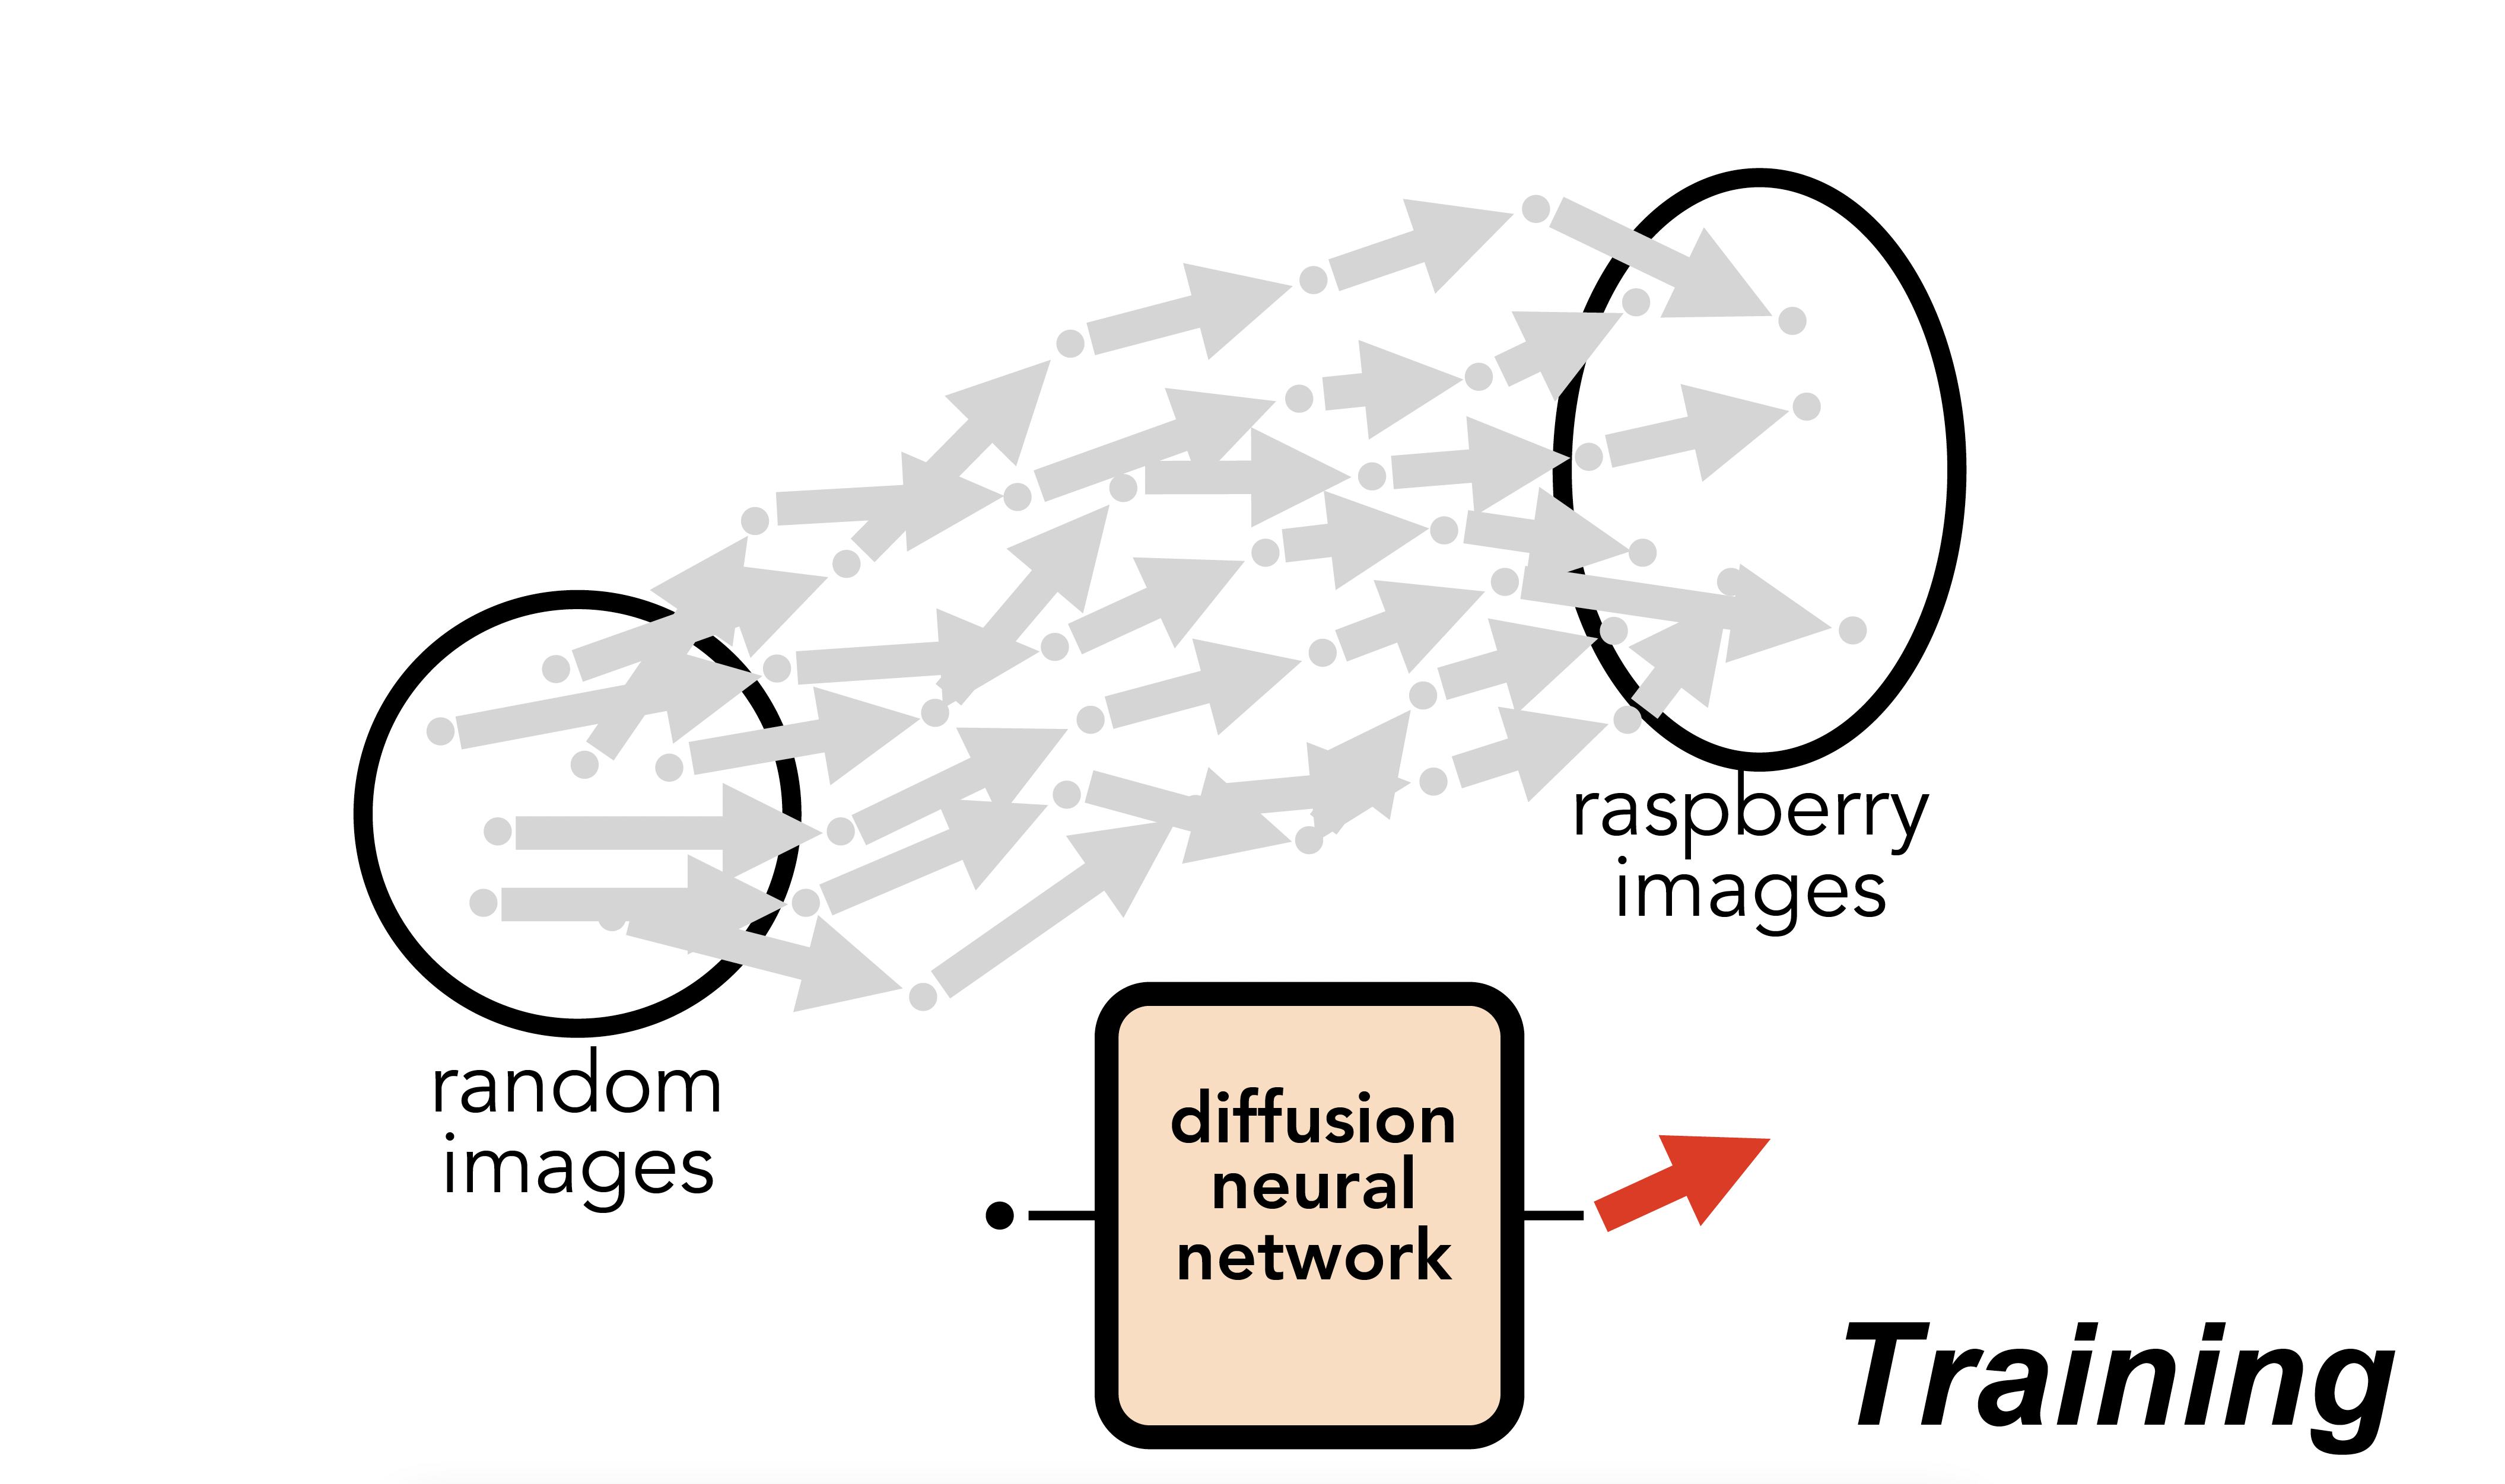 raspberry
images
random
images
diffusion
neural
network
Training